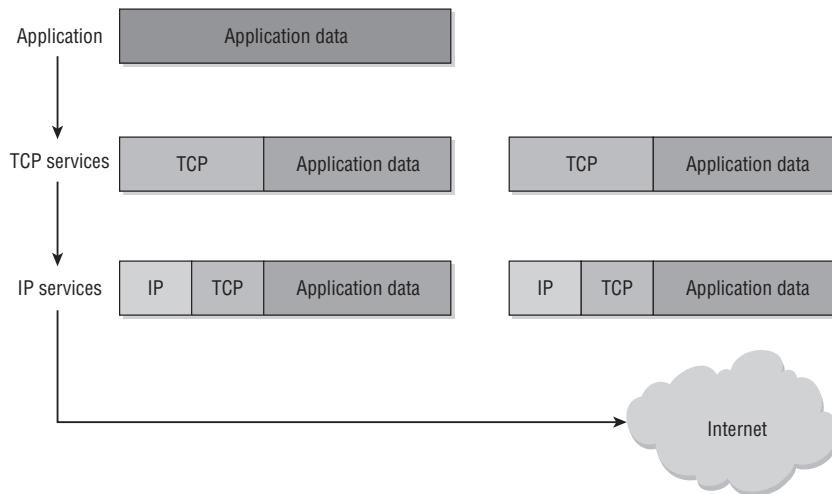 Application
Application data
TCP services
TCP Application data
TCP Application data
IP services
IP TCP Application data
IP TCP Application data
Internet